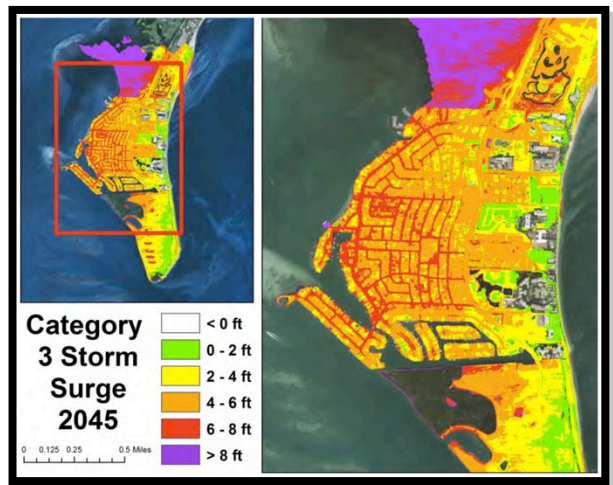 Category
3 Storm
Surge
2045
0 0.125 0.25 0.5 Miles
< 0 ft
0 - 2 ft
2 - 4 ft
4 - 6 ft
6 - 8 ft
> 8 ft